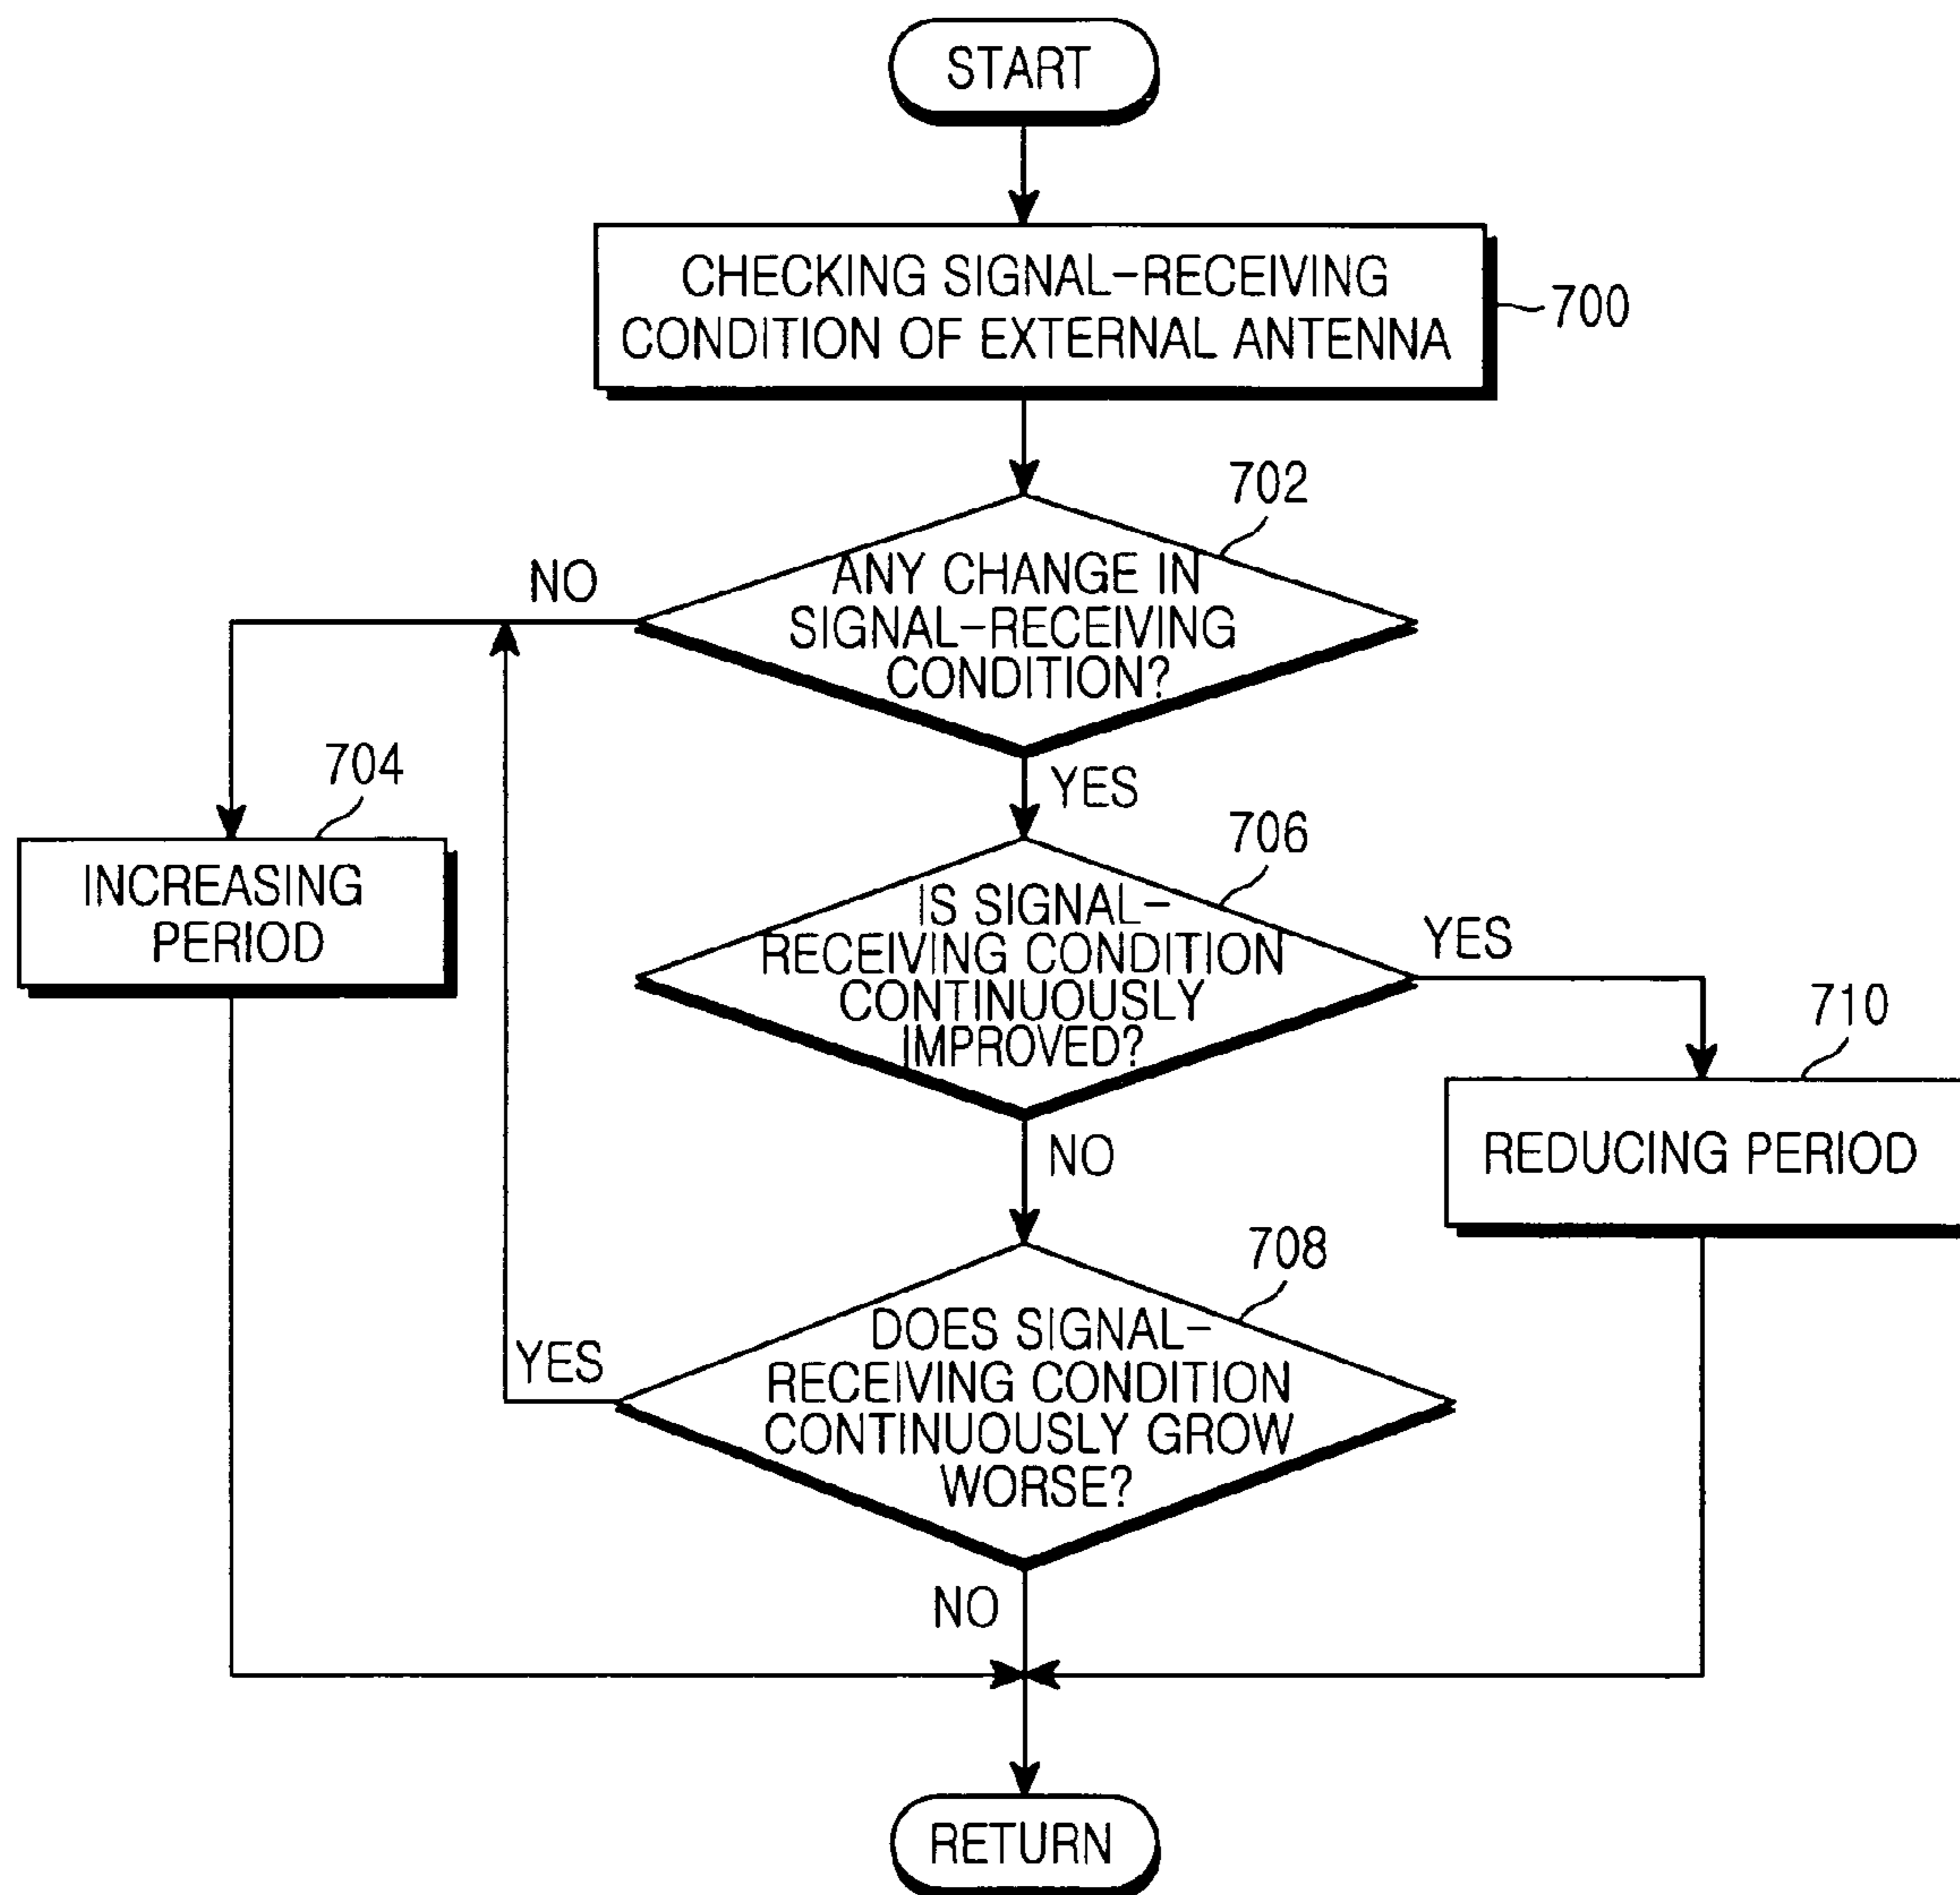 START
CHECKING SIGNAL-RECEIVING
CONDITION OF EXTERNAL ANTENNA
700
702
ANY CHANGE IN
SIGNAL-RECEIVING
CONDITION?
NO
YES
704
INCREASING
PERIOD
706
IS SIGNAL-
RECEIVING CONDITION
CONTINUOUSLY
IMPROVED?
YES
710
REDUCING PERIOD
NO
708
DOES SIGNAL-
RECEIVING CONDITION
CONTINUOUSLY GROW
WORSE?
YES
NO
RETURN